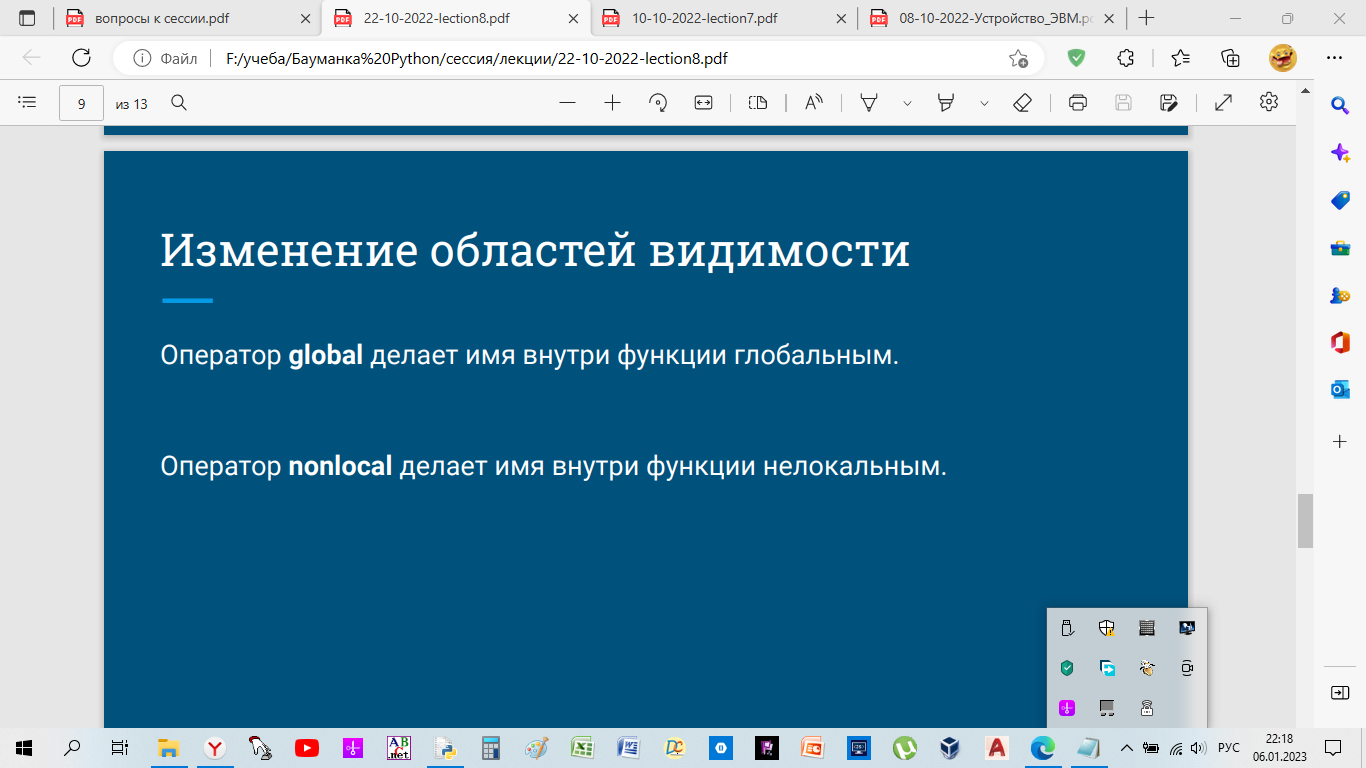 вопросы к сессии.pdf
22-10-2022-lection8.pdf
10-10-2022-lection7.pdf
08-10-2022-Устройство_ЭВМ.pd
Файл
F:/учеба/Бауманка%20Python/сессия/лекции/22-10-2022-lection8.pdf
9 из 13
Изменение областей видимости
Оператор global делает имя внутри функции глобальным.
Оператор nonlocal делает имя внутри функции нелокальным.
РУС
22:18
06.01.2023